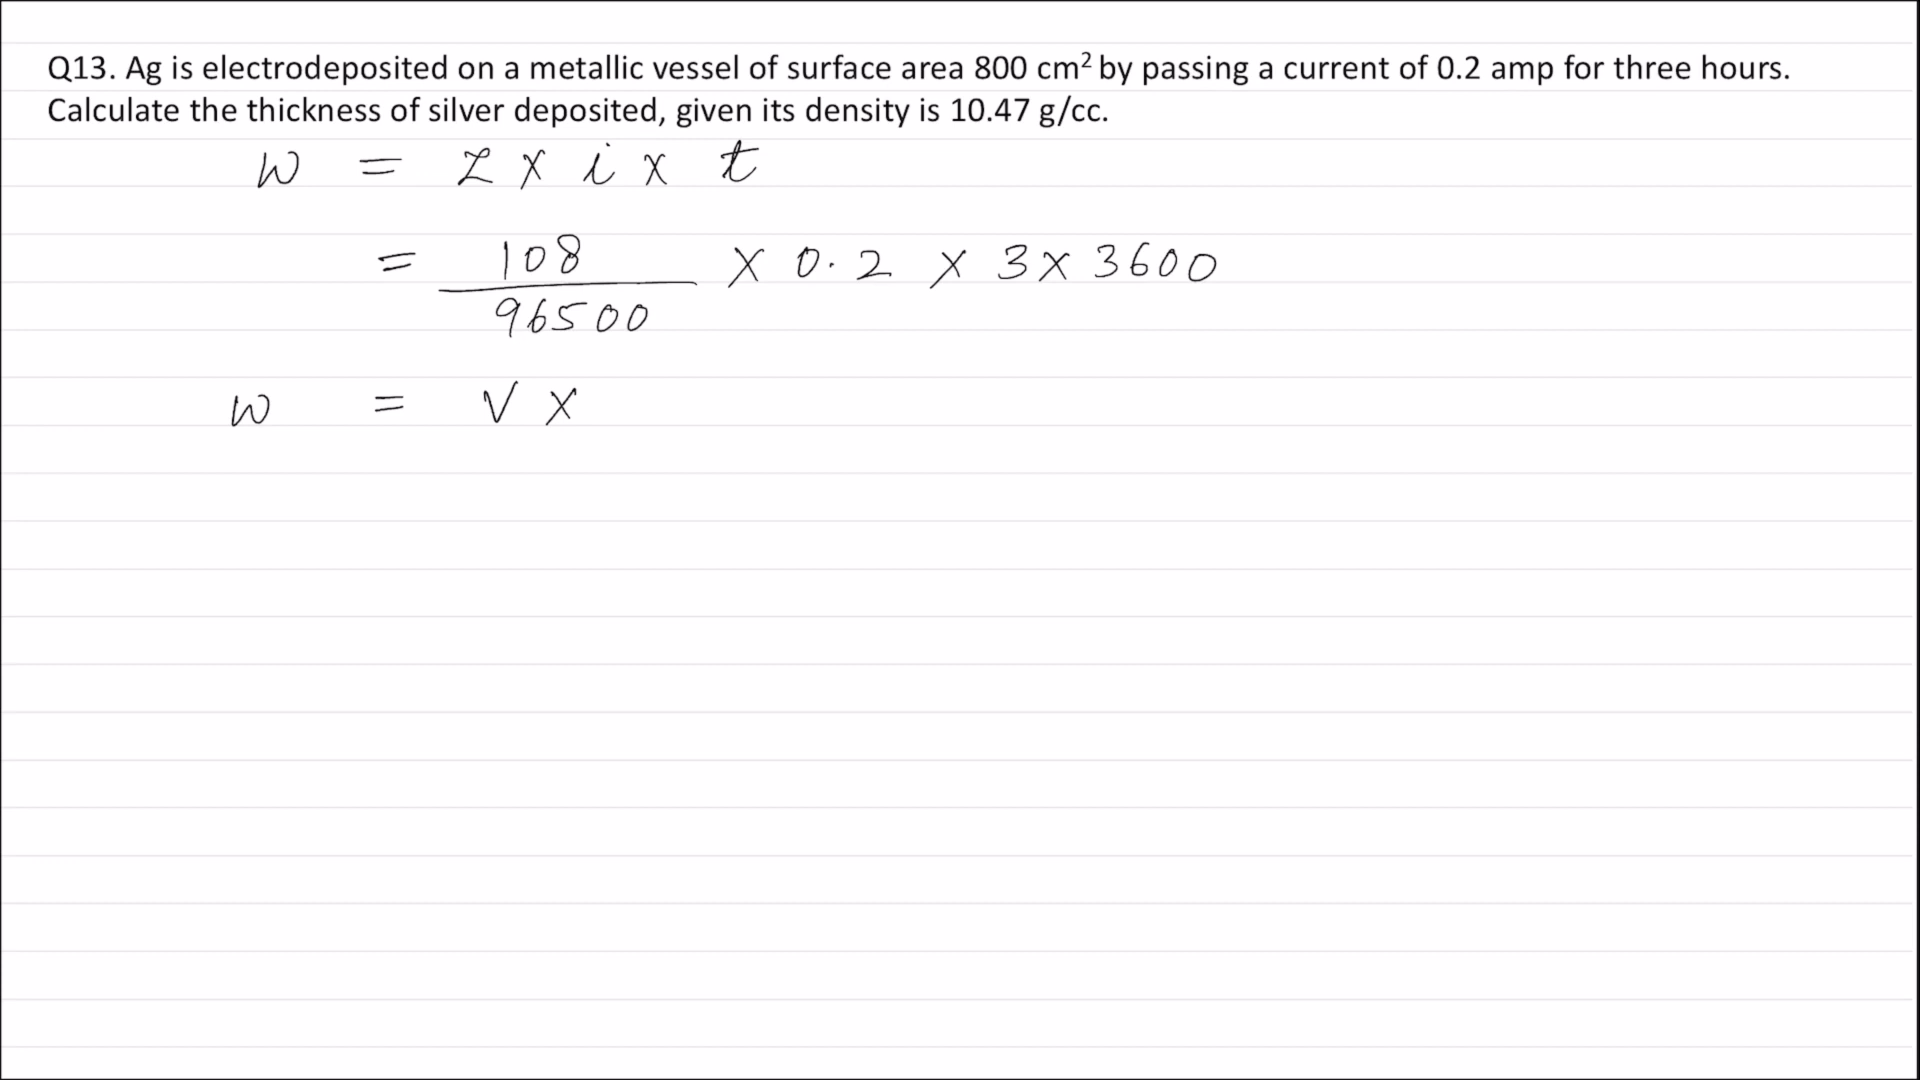 Q13. Ag is electrodeposited on a metallic vessel of surface area 800 cm² by passing a current of 0.2 amp for three hours.
Calculate the thickness of silver deposited, given its density is 10.47 g/cc.
W = Z x i x t
= 108 / 96500 x 0.2 x 3 x 3600
W = V x